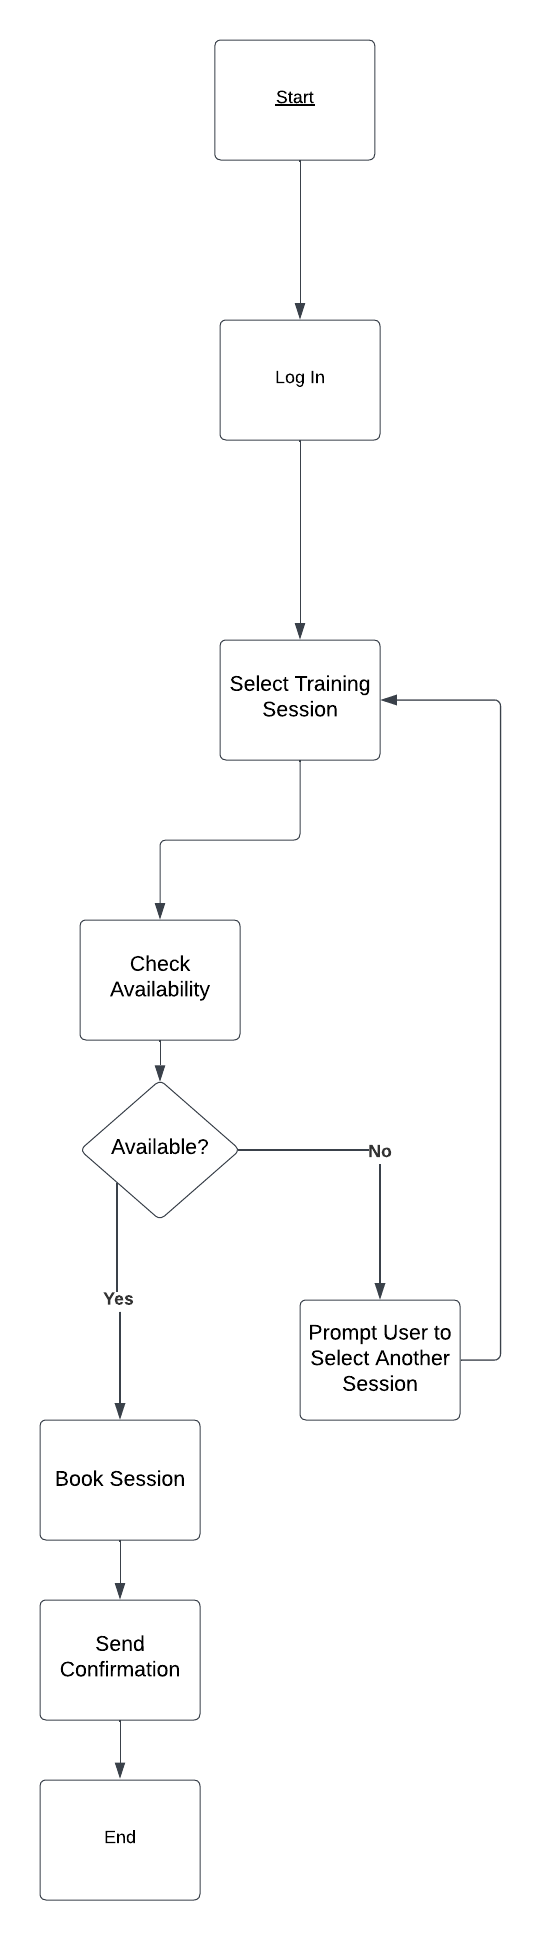 Start
Log In
Select Training
Session
Check
Availability
Available?
No
Yes
Prompt User to
Select Another
Session
Book Session
Send
Confirmation
End